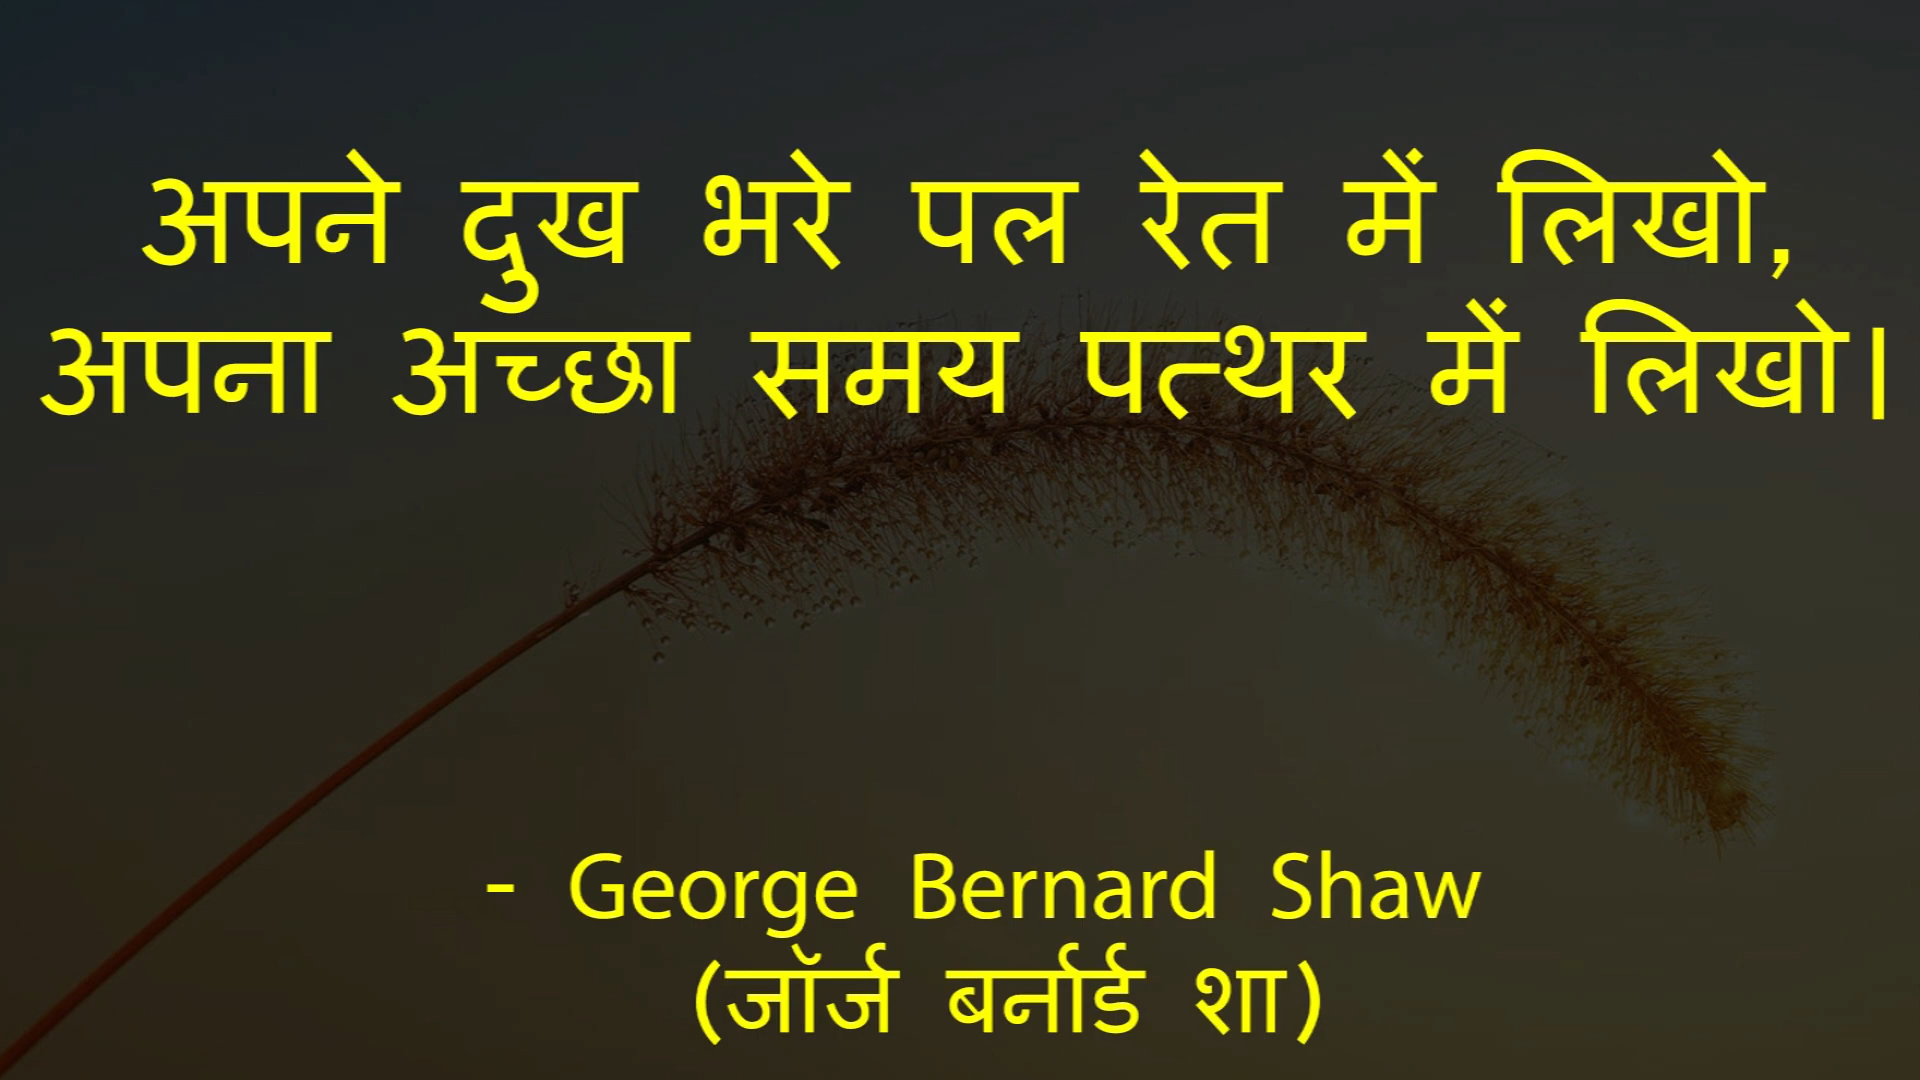 अपने दुख भरे पल रेत में लिखो,
अपना अच्छा समय पत्थर में लिखो।
- George Bernard Shaw
(जॉर्ज बर्नार्ड शा)